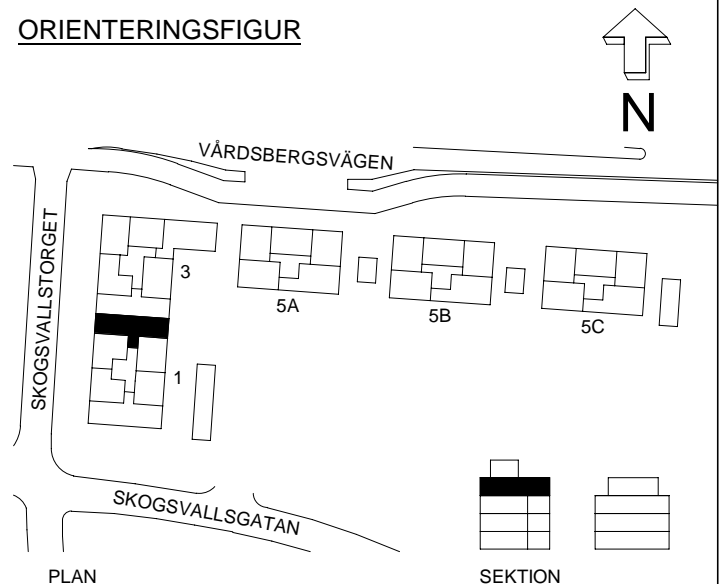 ORIENTERINGSFIGUR
N
VÅRDSBERGSVÄGEN
SKOGSVALLSTORGET
3
5A
5B
5C
1
SKOGSVALLSGATAN
PLAN
SEKTION